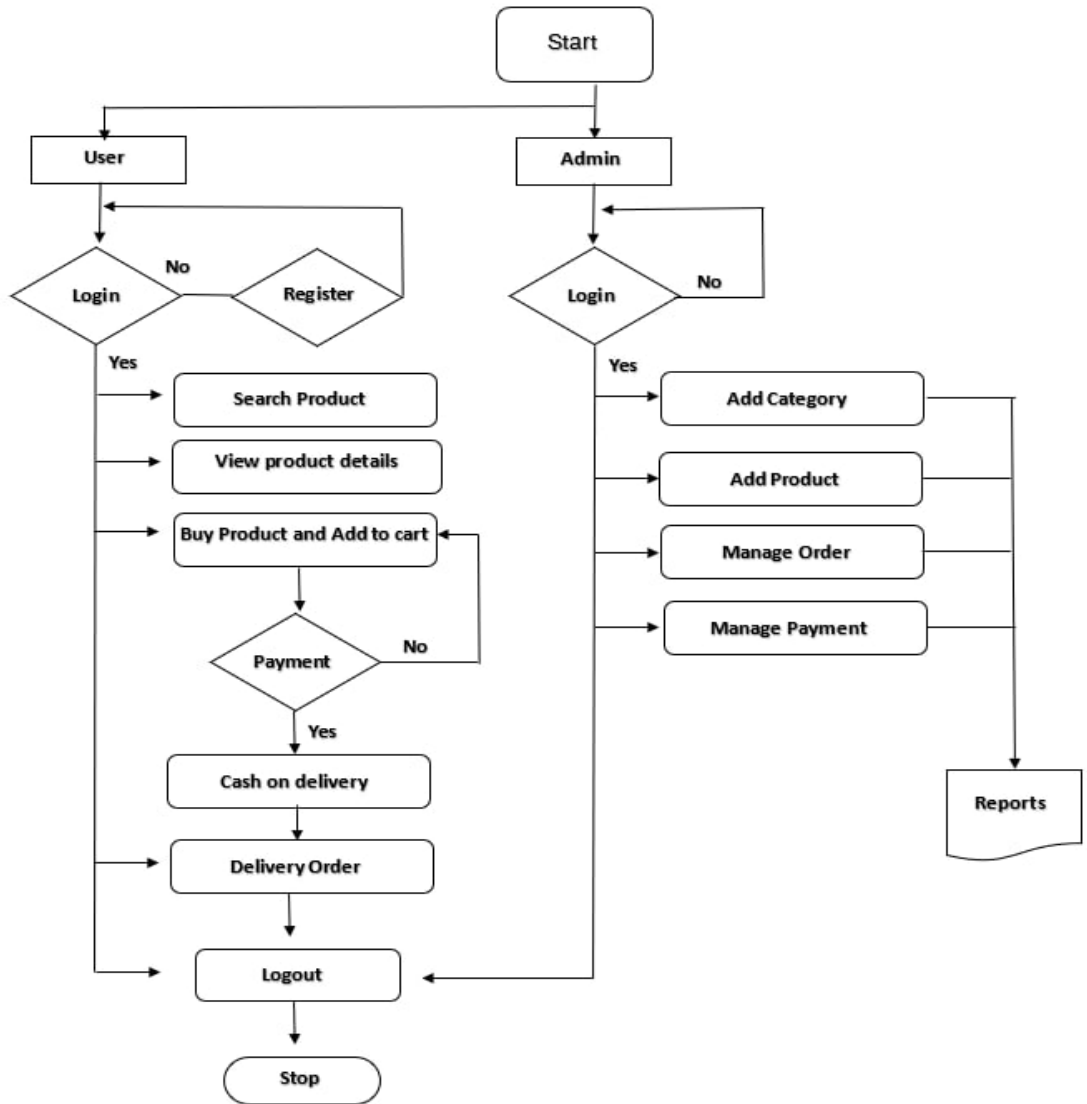 Start
User
Admin
Login
No
Register
Login
No
Yes
Yes
Search Product
Add Category
View product details
Add Product
Buy Product and Add to cart
Manage Order
Manage Payment
Payment
No
Yes
Cash on delivery
Reports
Delivery Order
Logout
Stop